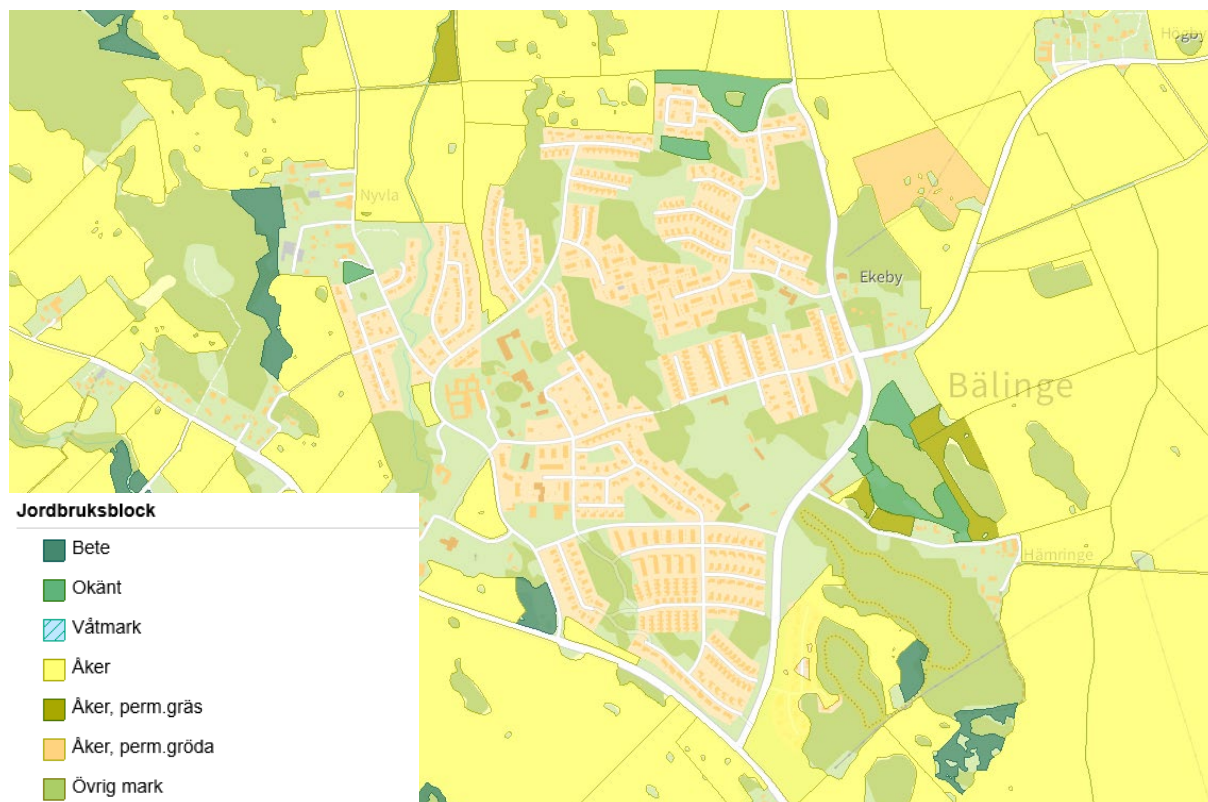 Högby
Nyvla
Ekeby
Bälinge
Hämringe
Jordbruksblock
Bete
Okänt
Våtmark
Åker
Åker, perm.gräs
Åker, perm.gröda
Övrig mark